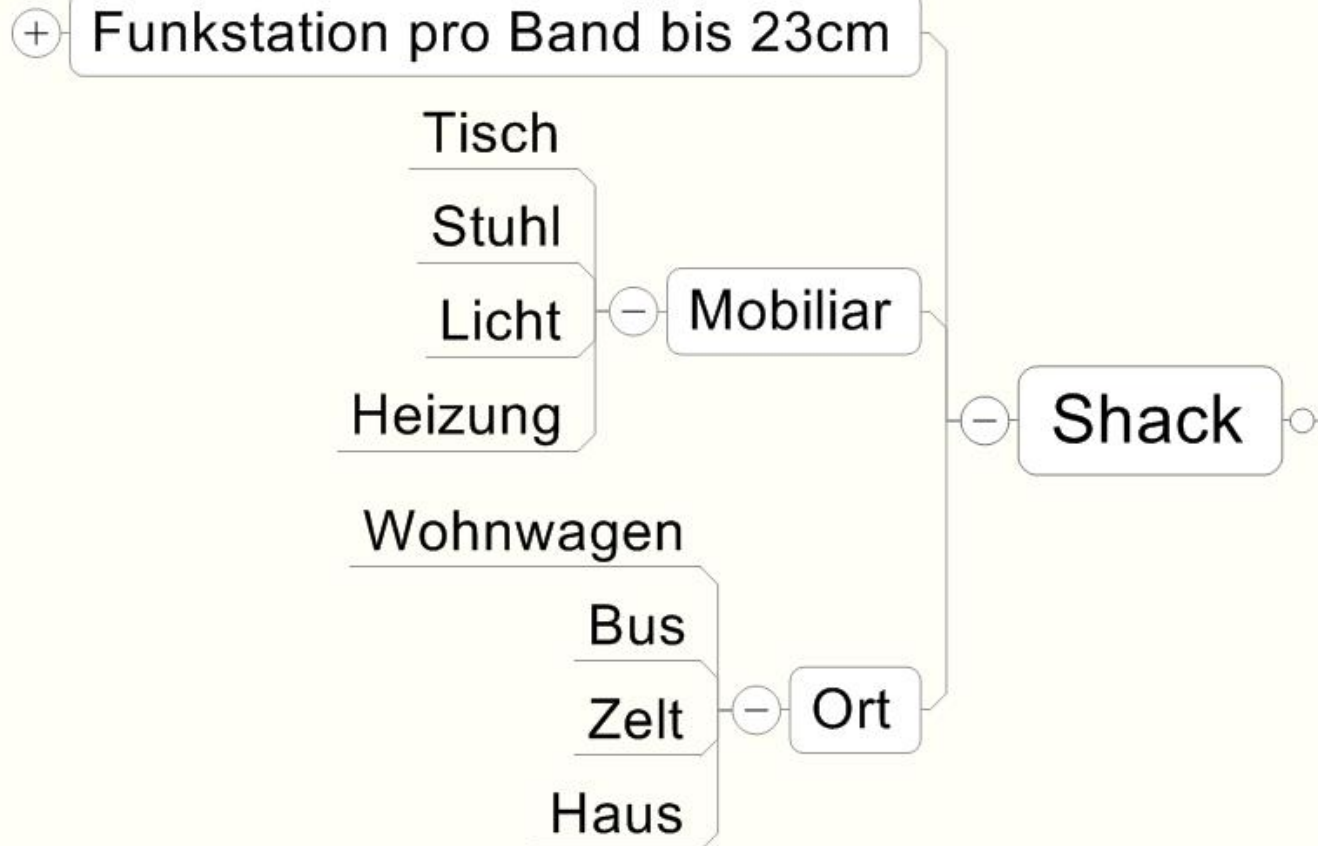 Funkstation pro Band bis 23cm
Tisch
Stuhl
Licht
Heizung
Mobiliar
Shack
Wohnwagen
Bus
Zelt
Haus
Ort